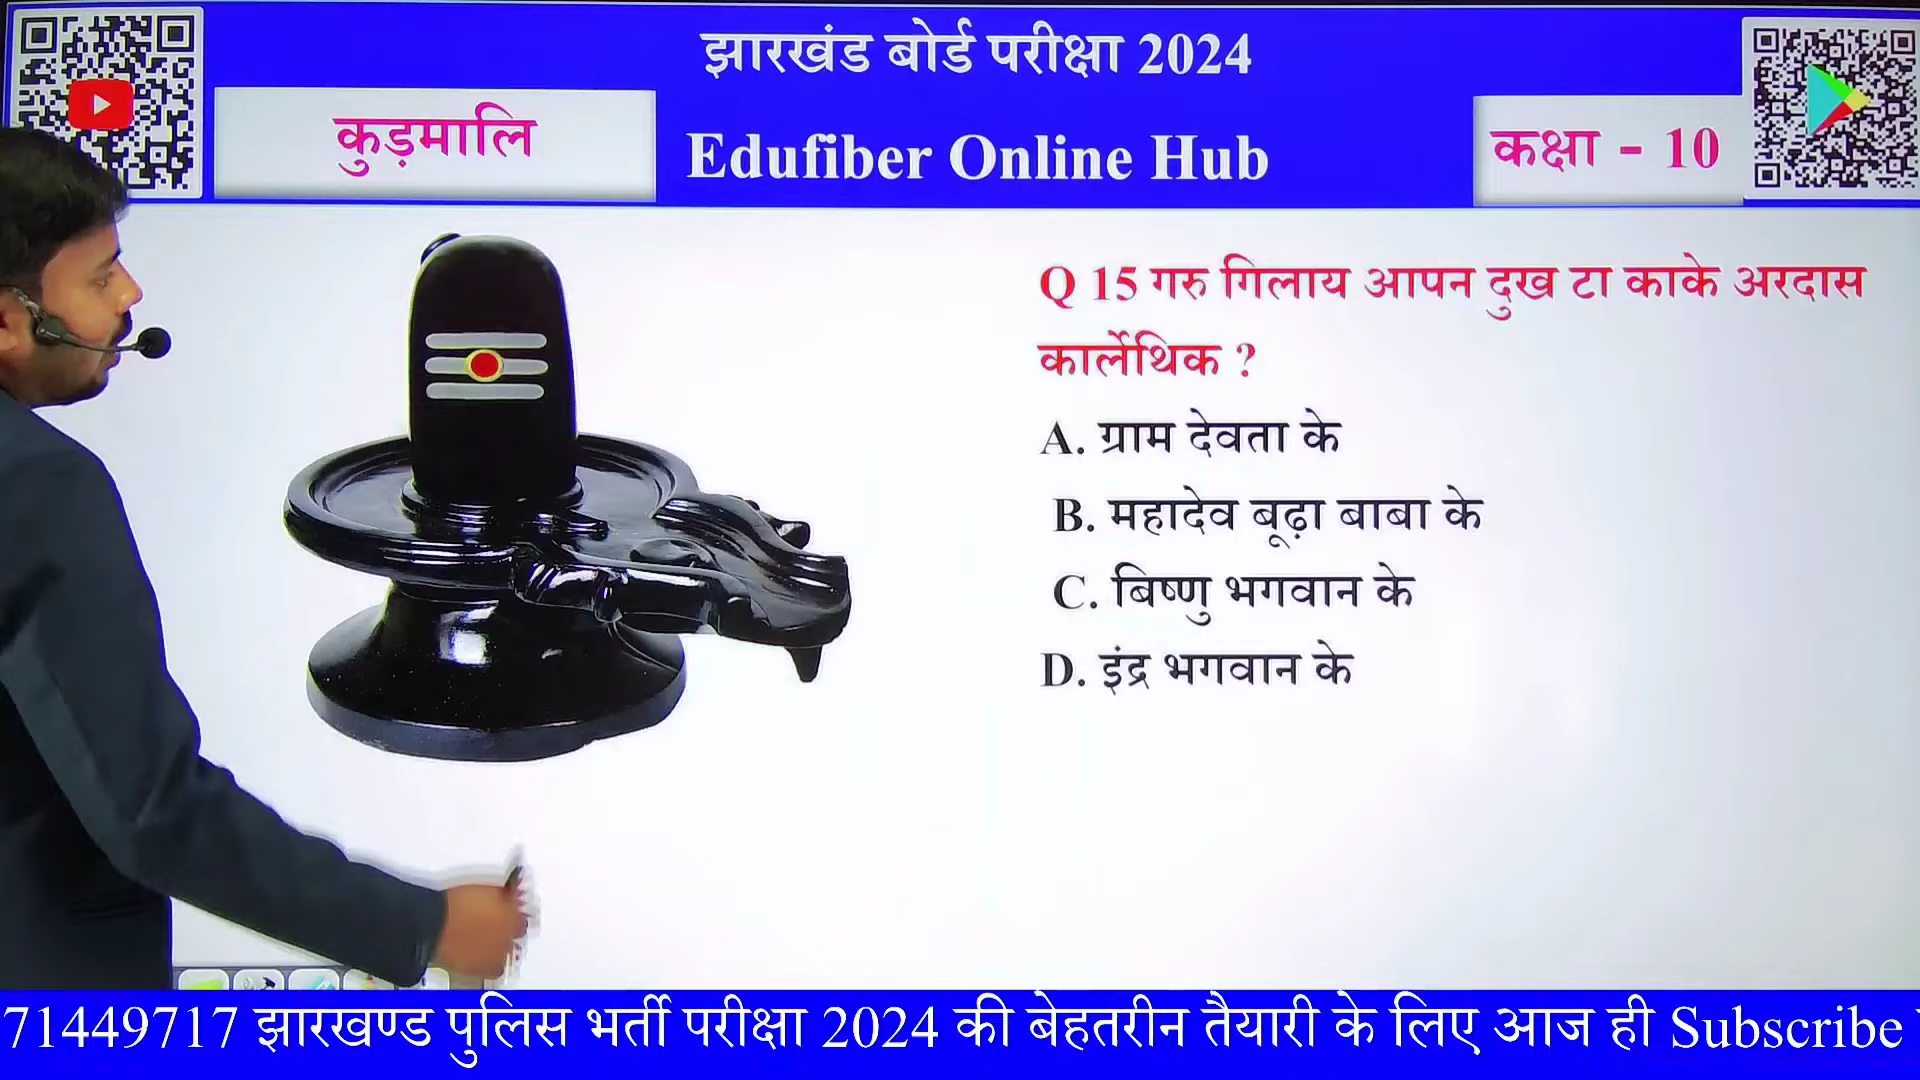 झारखंड बोर्ड परीक्षा 2024
कुड़मालि
Edufiber Online Hub
कक्षा - 10
Q 15 गरु गिलाय आपन दुख टा काके अरदास
कार्लेथिक ?
A. ग्राम देवता के
B. महादेव बूढ़ा बाबा के
C. बिष्णु भगवान के
D. इंद्र भगवान के
71449717 झारखण्ड पुलिस भर्ती परीक्षा 2024 की बेहतरीन तैयारी के लिए आज ही Subscribe